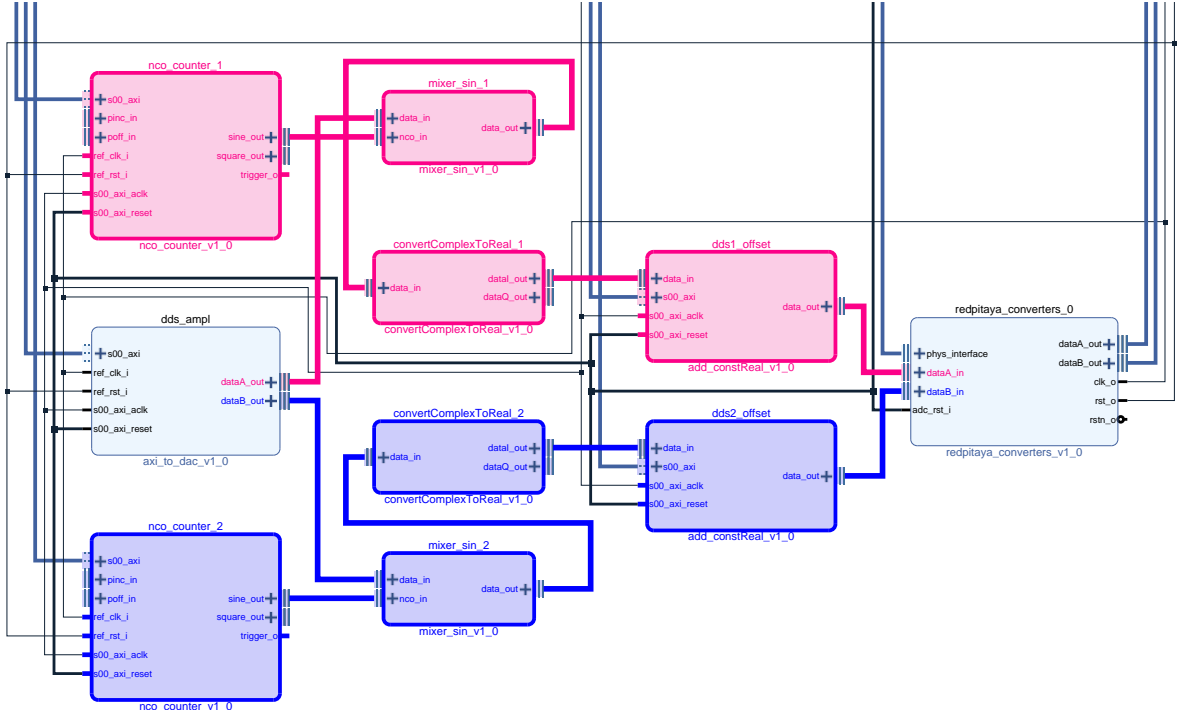 nco_counter_1
s00_axi
pinc_in
poff_in
ref_clk_i
ref_rst_i
s00_axi_aclk
s00_axi_reset
sine_out
square_out
trigger_o
nco_counter_v1_0
mixer_sin_1
data_in
nco_in
data_out
mixer_sin_v1_0
convertComplexToReal_1
data_in
dataI_out
dataQ_out
convertComplexToReal_v1_0
dds1_offset
data_in
s00_axi
s00_axi_aclk
s00_axi_reset
data_out
add_constReal_v1_0
dds_ampl
s00_axi
ref_clk_i
ref_rst_i
s00_axi_aclk
s00_axi_reset
dataA_out
dataB_out
axi_to_dac_v1_0
redpitaya_converters_0
phys_interface
dataA_in
dataB_in
adc_rst_i
dataA_out
dataB_out
clk_o
rst_o
rstn_o
redpitaya_converters_v1_0
convertComplexToReal_2
data_in
dataI_out
dataQ_out
convertComplexToReal_v1_0
dds2_offset
data_in
s00_axi
s00_axi_aclk
s00_axi_reset
data_out
add_constReal_v1_0
nco_counter_2
s00_axi
pinc_in
poff_in
ref_clk_i
ref_rst_i
s00_axi_aclk
s00_axi_reset
sine_out
square_out
trigger_o
nco_counter_v1_0
mixer_sin_2
data_in
nco_in
data_out
mixer_sin_v1_0